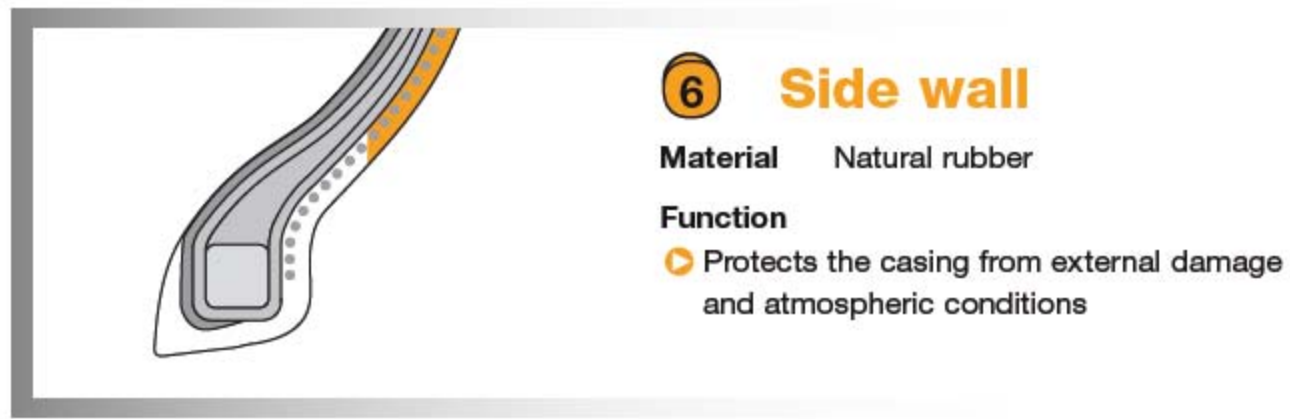 6 Side wall
Material Natural rubber
Function
Protects the casing from external damage
and atmospheric conditions